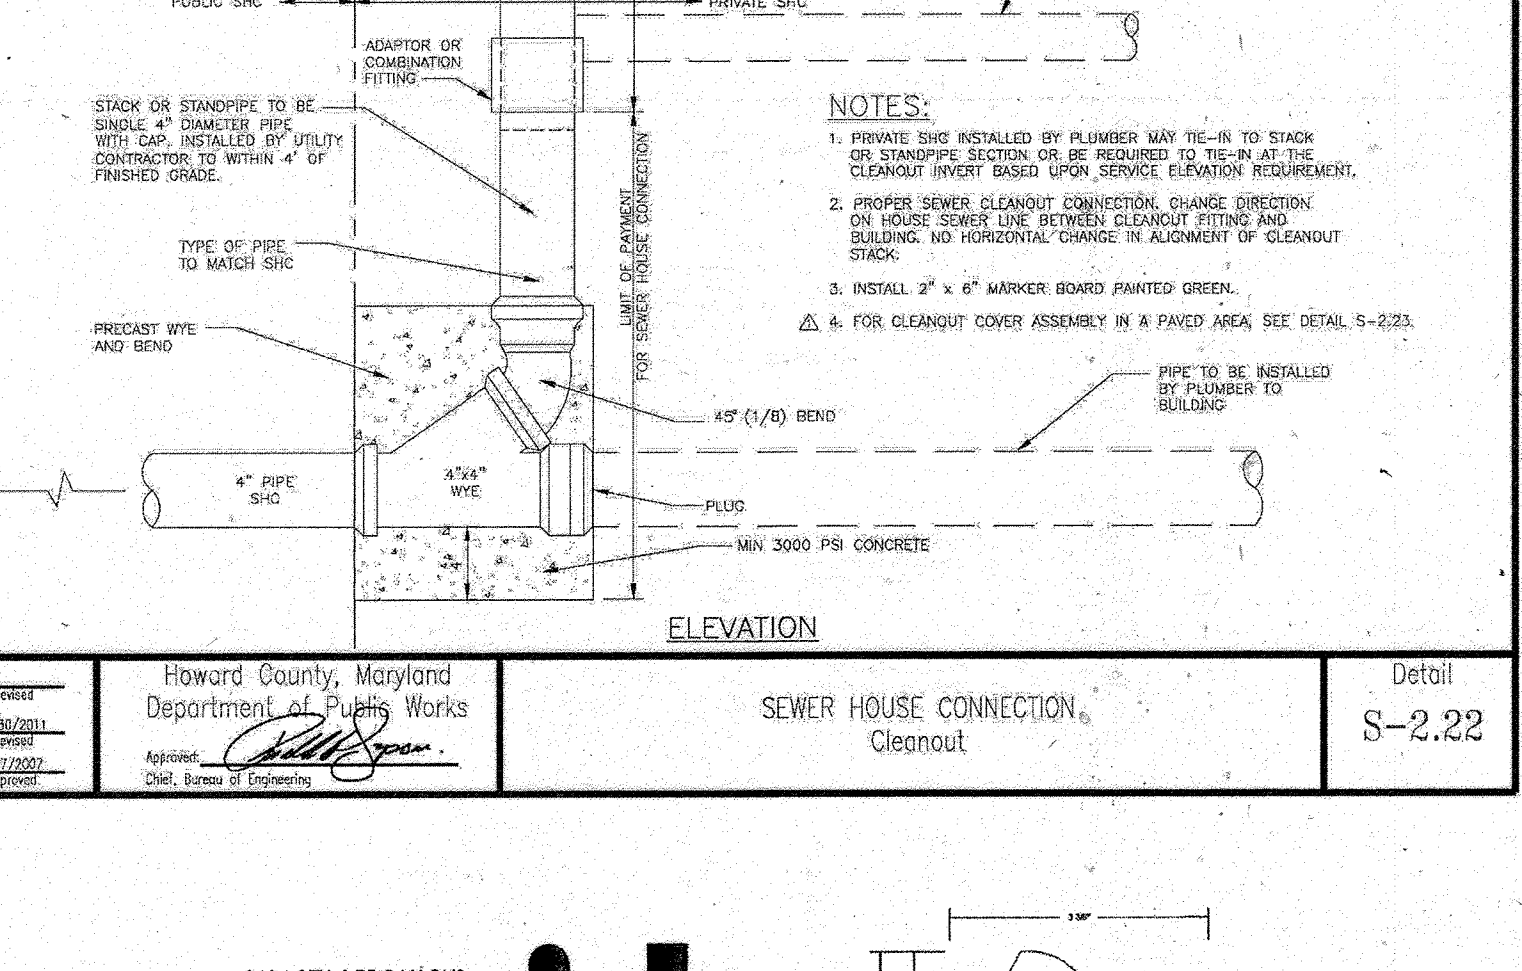 PUBLIC SHC
PRIVATE SHC
ADAPTOR OR
COMBINATION
FITTING
STACK OR STANDPIPE TO BE
SINGLE 4" DIAMETER PIPE
WITH CAP, INSTALLED BY UTILITY
CONTRACTOR TO WITHIN 4' OF
FINISHED GRADE.
TYPE OF PIPE
TO MATCH SHC
PRECAST WYE
AND BEND
LIMIT OF PAYMENT
FOR SEWER HOUSE CONNECTION
NOTES:
1. PRIVATE SHC INSTALLED BY PLUMBER MAY TIE-IN TO STACK
OR STANDPIPE SECTION OR BE REQUIRED TO TIE-IN AT THE
CLEANOUT INVERT BASED UPON SERVICE ELEVATION REQUIREMENT.
2. PROPER SEWER CLEANOUT CONNECTION. CHANGE DIRECTION
ON HOUSE SEWER LINE BETWEEN CLEANOUT FITTING AND
BUILDING. NO HORIZONTAL CHANGE IN ALIGNMENT OF CLEANOUT
STACK.
3. INSTALL 2" x 6" MARKER BOARD PAINTED GREEN.
4. FOR CLEANOUT COVER ASSEMBLY IN A PAVED AREA, SEE DETAIL S-2.23.
PIPE TO BE INSTALLED
BY PLUMBER TO
BUILDING
45° (1/8) BEND
4" PIPE
SHC
4"x4"
WYE
PLUG
MIN 3000 PSI CONCRETE
ELEVATION
evised
30/2011
evised
7/2007
proved
Howard County, Maryland
Department of Public Works
Approved:
Chief, Bureau of Engineering
SEWER HOUSE CONNECTION
Cleanout
Detail
S-2.22